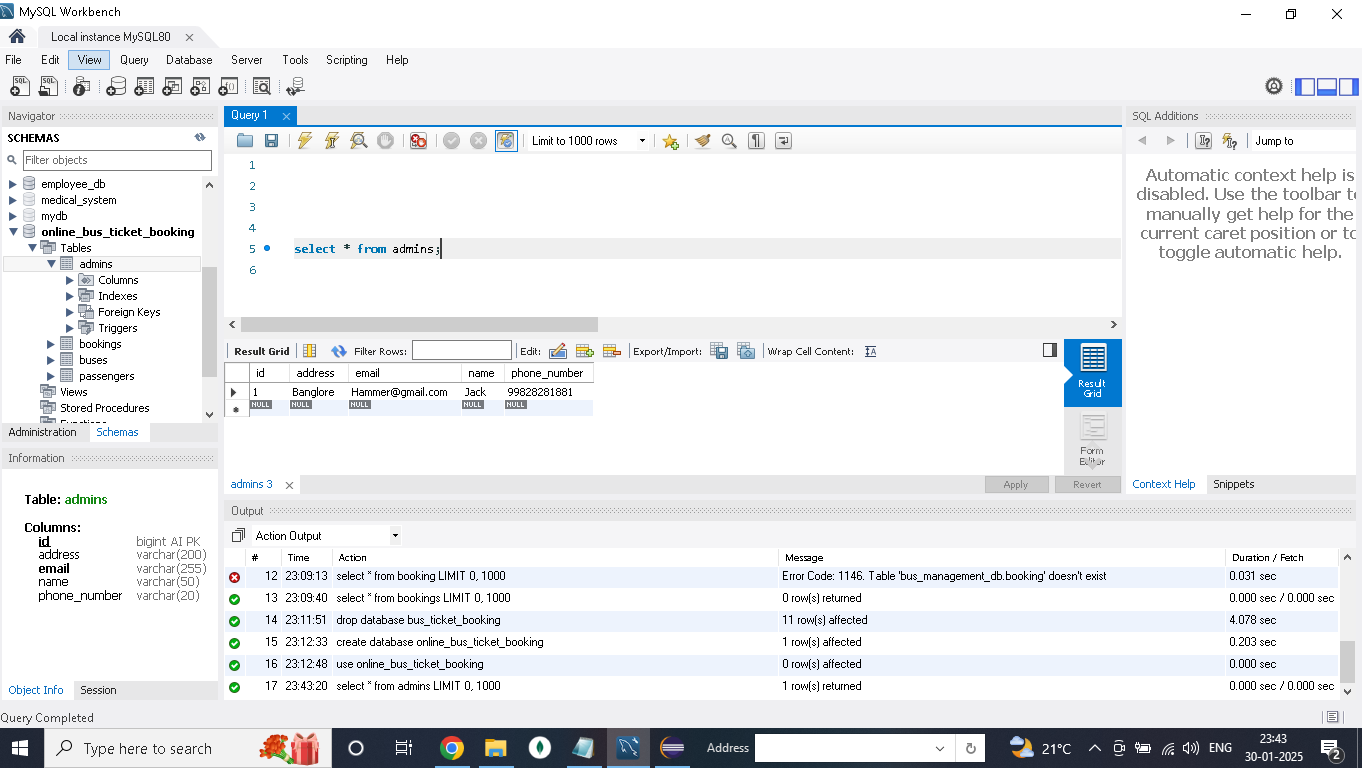 MySQL Workbench
Local instance MySQL80
File Edit View Query Database Server Tools Scripting Help
Navigator
SCHEMAS
Filter objects
employee_db
medical_system
mydb
online_bus_ticket_booking
Tables
admins
Columns
Indexes
Foreign Keys
Triggers
bookings
buses
passengers
Views
Stored Procedures
Administration Schemas
Information
Table: admins
Columns:
id bigint AI PK
address varchar(200)
email varchar(255)
name varchar(50)
phone_number varchar(20)
Object Info Session
Query 1
Limit to 1000 rows
1
2
3
4
5 select * from admins;
6
Result Grid Filter Rows: Edit: Export/Import: Wrap Cell Content:
id address email name phone_number
1 Banglore Hammer@gmail.com Jack 99828281881
NULL NULL NULL NULL NULL
Result Grid
Form Editor
admins 3
Apply Revert
SQL Additions
Jump to
Automatic context help is
disabled. Use the toolbar to
manually get help for the
current caret position or to
toggle automatic help.
Context Help Snippets
Output
Action Output
# Time Action Message Duration / Fetch
12 23:09:13 select * from booking LIMIT 0, 1000 Error Code: 1146. Table 'bus_management_db.booking' doesn't exist 0.031 sec
13 23:09:40 select * from bookings LIMIT 0, 1000 0 row(s) returned 0.000 sec / 0.000 sec
14 23:11:51 drop database bus_ticket_booking 11 row(s) affected 4.078 sec
15 23:12:33 create database online_bus_ticket_booking 1 row(s) affected 0.203 sec
16 23:12:48 use online_bus_ticket_booking 0 row(s) affected 0.000 sec
17 23:43:20 select * from admins LIMIT 0, 1000 1 row(s) returned 0.000 sec / 0.000 sec
Query Completed
Type here to search
Address
21°C
ENG
23:43
30-01-2025
2